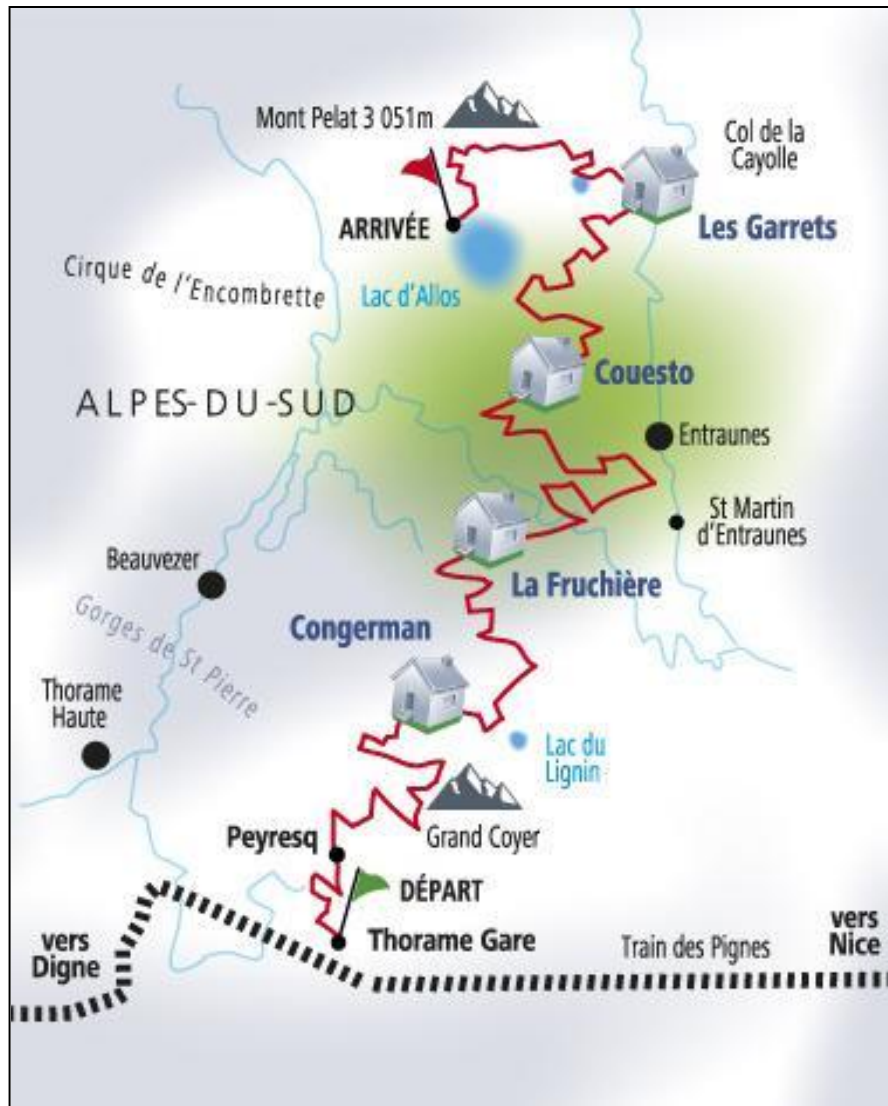 Mont Pelat 3 051m
Col de la
Cayolle
ARRIVÉE
Les Garrets
Cirque de l'Encombrette
Lac d'Allos
Couesto
ALPES-DU-SUD
Entraunes
St Martin
d'Entraunes
Beauvezer
La Fruchière
Gorges de St Pierre
Congerman
Thorame
Haute
Lac du
Lignin
Peyresq
Grand Coyer
DÉPART
vers
Digne
Thorame Gare
Train des Pignes
vers
Nice